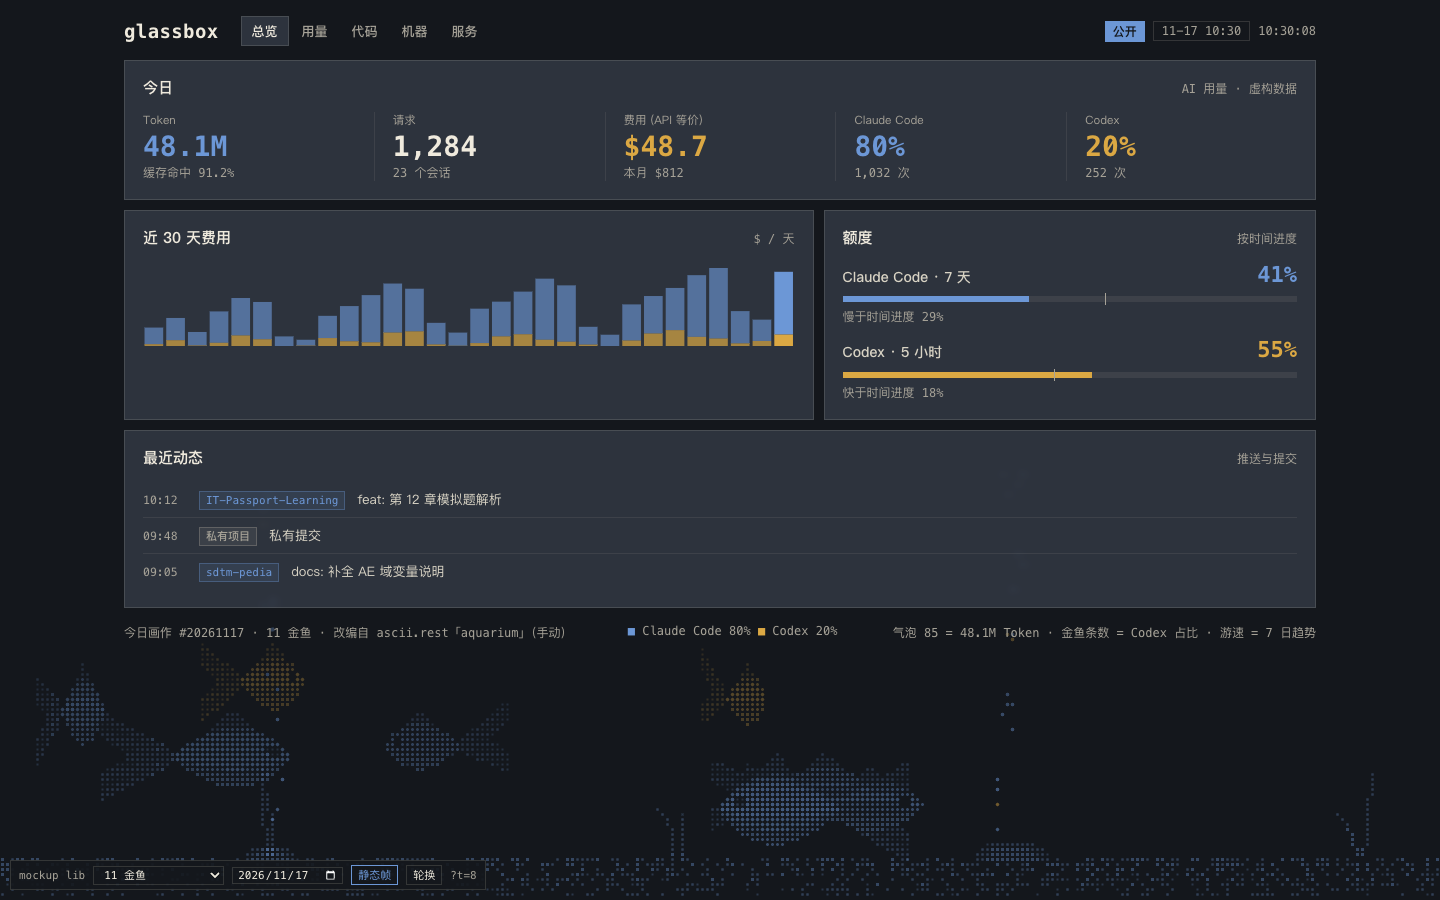 glassbox 总览 用量 代码 机器 服务 公开 11-17 10:30 10:30:08
今日 AI 用量 · 虚构数据
Token 请求 费用 (API 等价) Claude Code Codex
48.1M 1,284 $48.7 80% 20%
缓存命中 91.2% 23 个会话 本月 $812 1,032 次 252 次
近 30 天费用 $ / 天
额度 按时间进度
Claude Code · 7 天 41%
慢于时间进度 29%
Codex · 5 小时 55%
快于时间进度 18%
最近动态 推送与提交
10:12 IT-Passport-Learning feat: 第 12 章模拟题解析
09:48 私有项目 私有提交
09:05 sdtm-pedia docs: 补全 AE 域变量说明
今日画作 #20261117 · 11 金鱼 · 改编自 ascii.rest「aquarium」(手动) Claude Code 80% Codex 20% 气泡 85 = 48.1M Token · 金鱼条数 = Codex 占比 · 游速 = 7 日趋势
mockup lib 11 金鱼 2026/11/17 静态帧 轮换 ?t=8